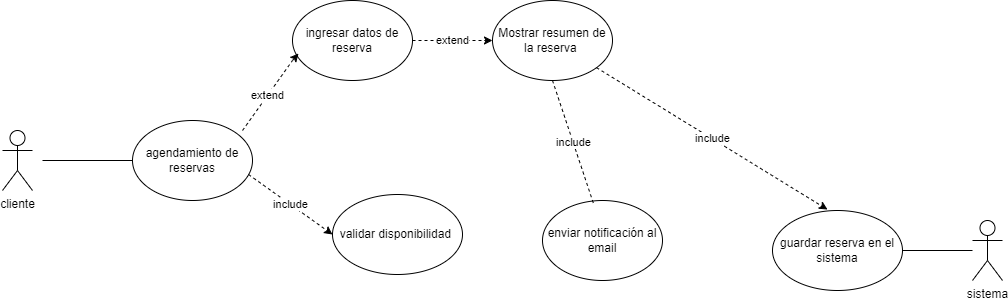 ingresar datos de
reserva
extend
Mostrar resumen de
la reserva
extend
agendamiento de
reservas
cliente
include
validar disponibilidad
include
enviar notificación al
email
include
guardar reserva en el
sistema
sistema